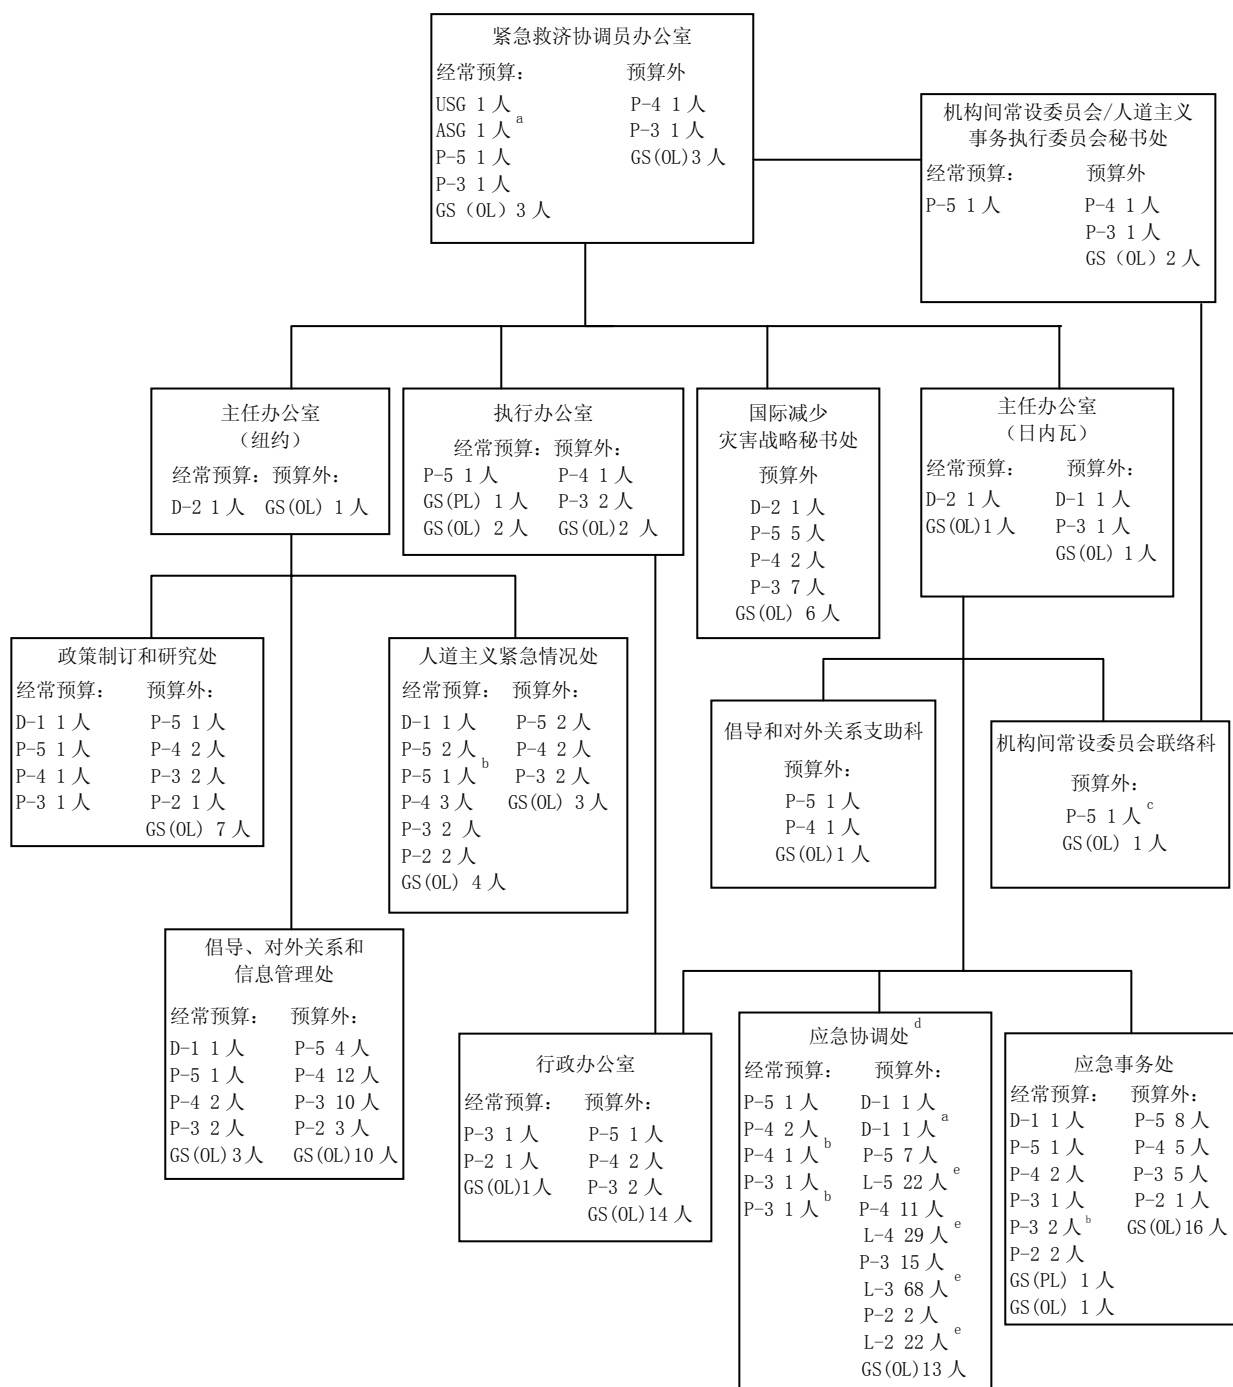 紧急救济协调员办公室
经常预算： 预算外
USG 1 人 P-4 1 人
ASG 1 人 a P-3 1 人
P-5 1 人 GS(OL)3 人
P-3 1 人
GS（OL）3 人
机构间常设委员会/人道主义
事务执行委员会秘书处
经常预算： 预算外
P-5 1 人 P-4 1 人
P-3 1 人
GS（OL）2 人
主任办公室
（纽约）
经常预算： 预算外：
D-2 1 人 GS(OL) 1 人
执行办公室
经常预算： 预算外：
P-5 1 人 P-4 1 人
GS(PL) 1 人 P-3 2 人
GS(OL) 2 人 GS(OL)2 人
国际减少
灾害战略秘书处
预算外
D-2 1 人
P-5 5 人
P-4 2 人
P-3 7 人
GS(OL) 6 人
主任办公室
（日内瓦）
经常预算： 预算外：
D-2 1 人 D-1 1 人
GS(OL)1 人 P-3 1 人
GS(OL) 1 人
政策制订和研究处
经常预算： 预算外：
D-1 1 人 P-5 1 人
P-5 1 人 P-4 2 人
P-4 1 人 P-3 2 人
P-3 1 人 P-2 1 人
GS(OL) 7 人
人道主义紧急情况处
经常预算： 预算外：
D-1 1 人 P-5 2 人
P-5 2 人 P-4 2 人
P-5 1 人 b P-3 2 人
P-4 3 人 GS(OL) 3 人
P-3 2 人
P-2 2 人
GS(OL) 4 人
倡导和对外关系支助科
预算外：
P-5 1 人
P-4 1 人
GS(OL)1 人
机构间常设委员会联络科
预算外：
P-5 1 人 c
GS(OL) 1 人
倡导、对外关系和
信息管理处
经常预算： 预算外：
D-1 1 人 P-5 4 人
P-5 1 人 P-4 12 人
P-4 2 人 P-3 10 人
P-3 2 人 P-2 3 人
GS(OL)3 人 GS(OL)10 人
行政办公室
经常预算： 预算外：
P-3 1 人 P-5 1 人
P-2 1 人 P-4 2 人
GS(OL)1 人 P-3 2 人
GS(OL)14 人
应急协调处 d
经常预算： 预算外：
P-5 1 人 D-1 1 人
P-4 2 人 D-1 1 人 a
P-4 1 人 b P-5 7 人
P-3 1 人 L-5 22 人 e
P-3 1 人 b P-4 11 人
L-4 29 人 e
P-3 15 人
L-3 68 人 e
P-2 2 人
L-2 22 人 e
GS(OL)13 人
应急事务处
经常预算： 预算外：
D-1 1 人 P-5 8 人
P-5 1 人 P-4 5 人
P-4 2 人 P-3 5 人
P-3 1 人 P-2 1 人
P-3 2 人 b GS(OL)16 人
P-2 2 人
GS(PL) 1 人
GS(OL) 1 人